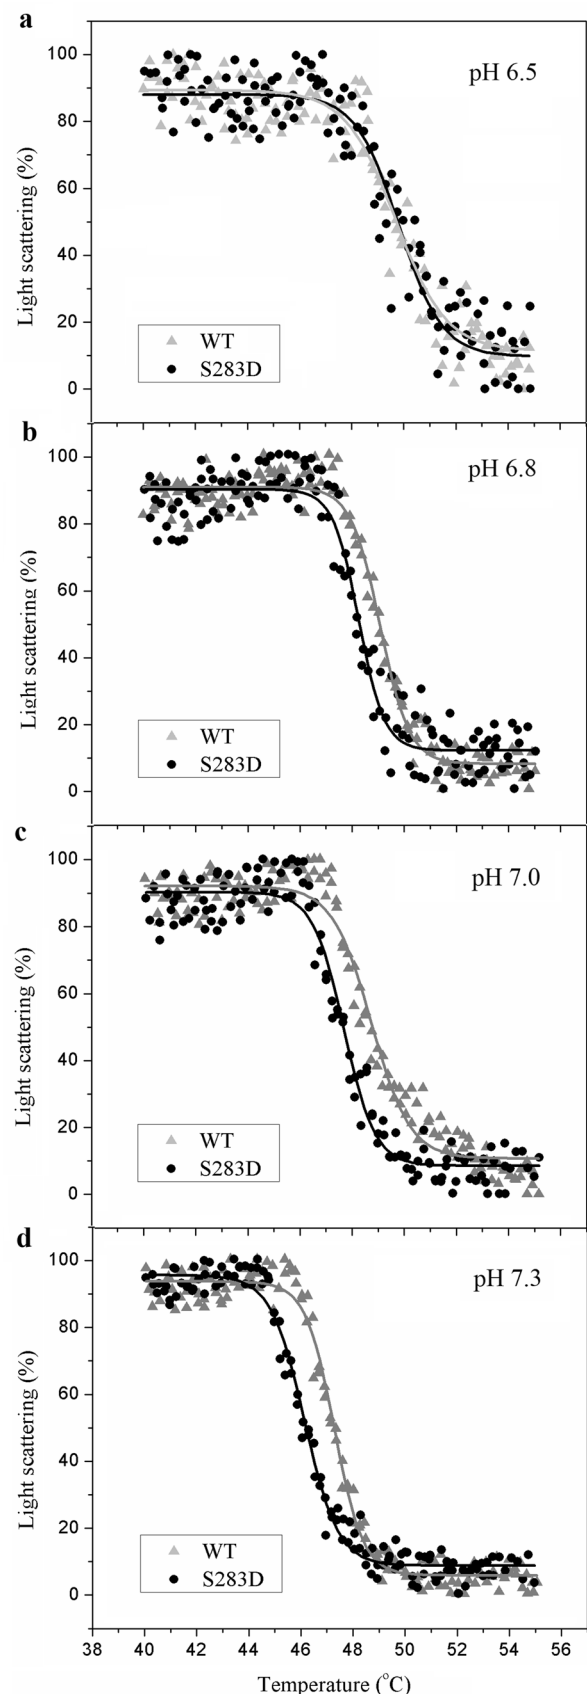 a
pH 6.5
100
80
60
40
20
0
Light scattering (%)
WT
S283D
b
pH 6.8
100
80
60
40
20
0
Light scattering (%)
WT
S283D
c
pH 7.0
100
80
60
40
20
0
Light scattering (%)
WT
S283D
d
pH 7.3
100
80
60
40
20
0
Light scattering (%)
WT
S283D
38 40 42 44 46 48 50 52 54 56
Temperature (°C)